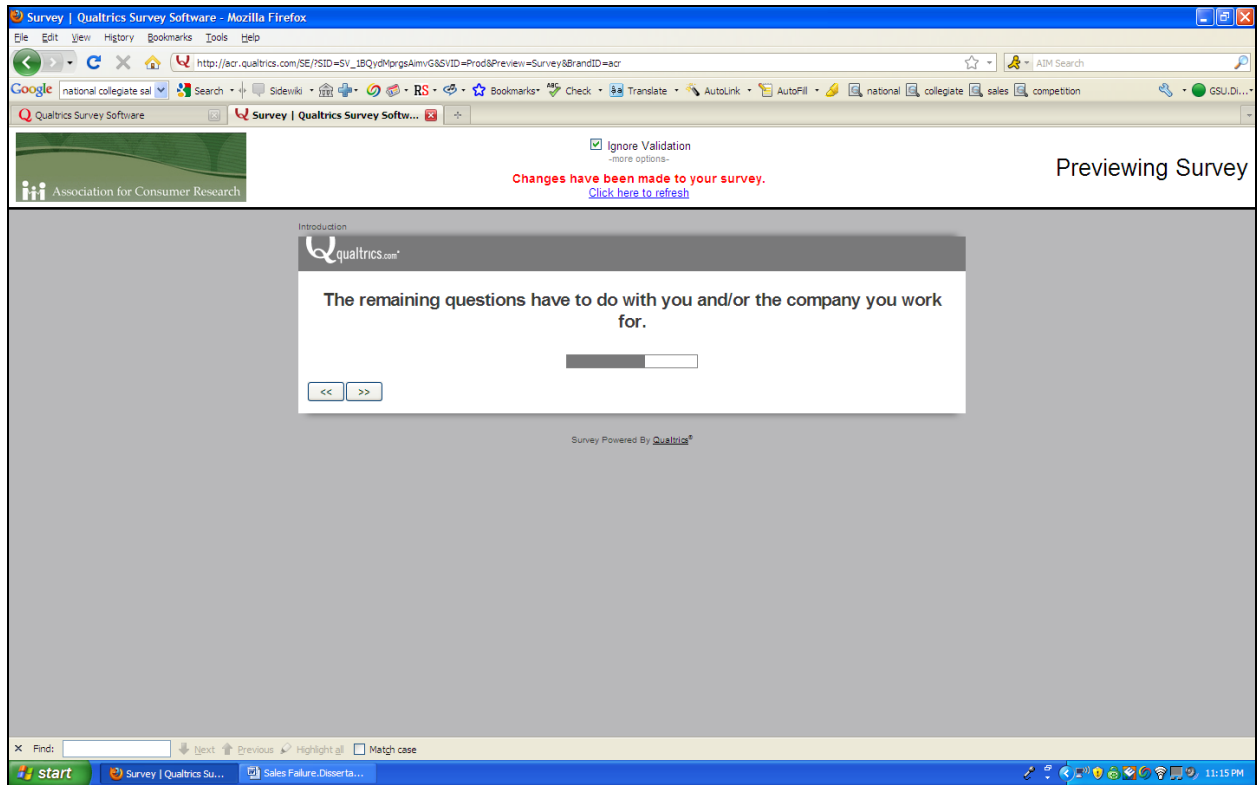 Survey | Qualtrics Survey Software - Mozilla Firefox
File Edit View History Bookmarks Tools Help
http://acr.qualtrics.com/SE/?SID=SV_1BQydMprgsAimvG&SVID=Prod&Preview=Survey&BrandID=acr AIM Search
Google national collegiate sal Search Sidewiki RS Bookmarks Check Translate AutoLink AutoFill national collegiate sales competition GSU.Di...
Qualtrics Survey Software Survey | Qualtrics Survey Softw...
Ignore Validation
-more options-
Association for Consumer Research
Changes have been made to your survey.
Click here to refresh
Previewing Survey
Introduction
qualtrics.com
The remaining questions have to do with you and/or the company you work
for.
<< >>
Survey Powered By Qualtrics®
Find: Next Previous Highlight all Match case
start Survey | Qualtrics Su... Sales Failure.Disserta... 11:15 PM